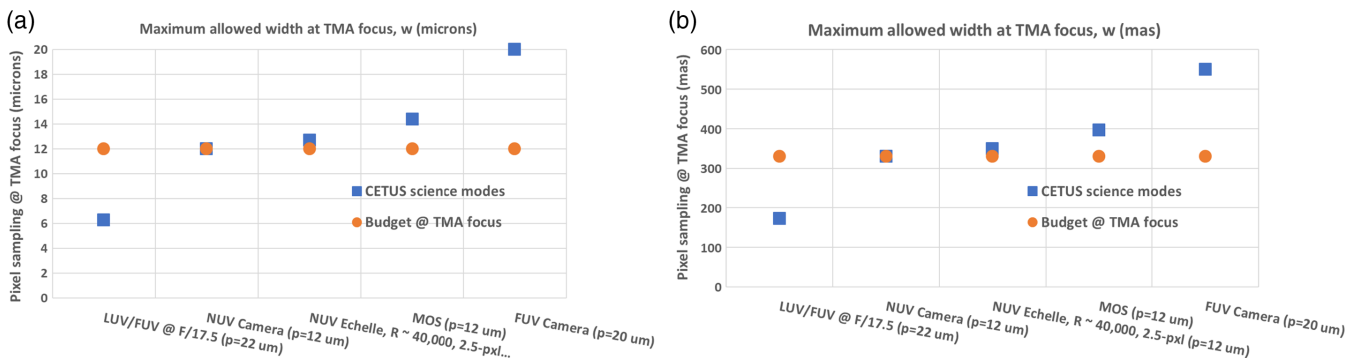 (a)
Maximum allowed width at TMA focus, w (microns)
Pixel sampling @ TMA focus (microns)
20
18
16
14
12
10
8
6
4
2
0
CETUS science modes
Budget @ TMA focus
LUV/FUV @ F/17.5 (p=22 um)
NUV Camera (p=12um)
NUV Echelle, R ~ 40,000, 2.5-pxl...
MOS (p=12 um)
FUV Camera (p=20 um)
(b)
Maximum allowed width at TMA focus, w (mas)
Pixel sampling @ TMA focus (mas)
600
500
400
300
200
100
0
CETUS science modes
Budget @ TMA focus
LUV/FUV @ F/17.5 (p=22 um)
NUV Camera (p=12um)
NUV Echelle, R ~ 40,000, 2.5-pxl (p=12 um)
MOS (p=12 um)
FUV Camera (p=20 um)